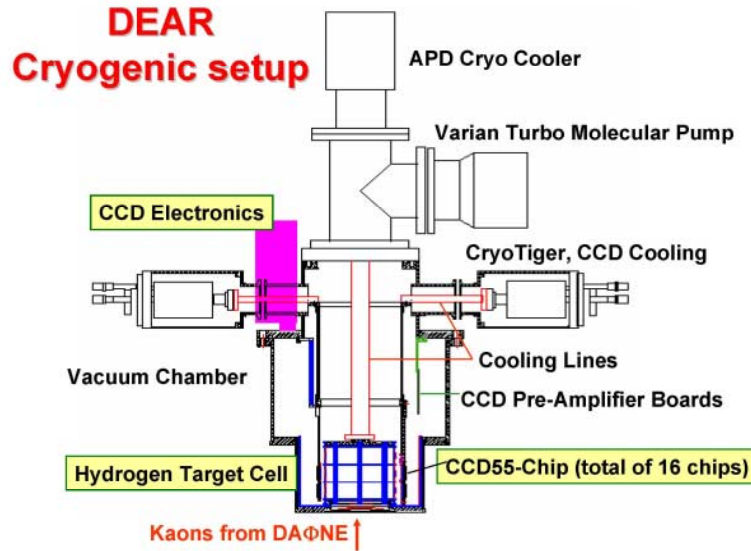 DEAR
Cryogenic setup
APD Cryo Cooler
Varian Turbo Molecular Pump
CCD Electronics
CryoTiger, CCD Cooling
Cooling Lines
Vacuum Chamber
CCD Pre-Amplifier Boards
Hydrogen Target Cell
CCD55-Chip (total of 16 chips)
Kaons from DAΦNE